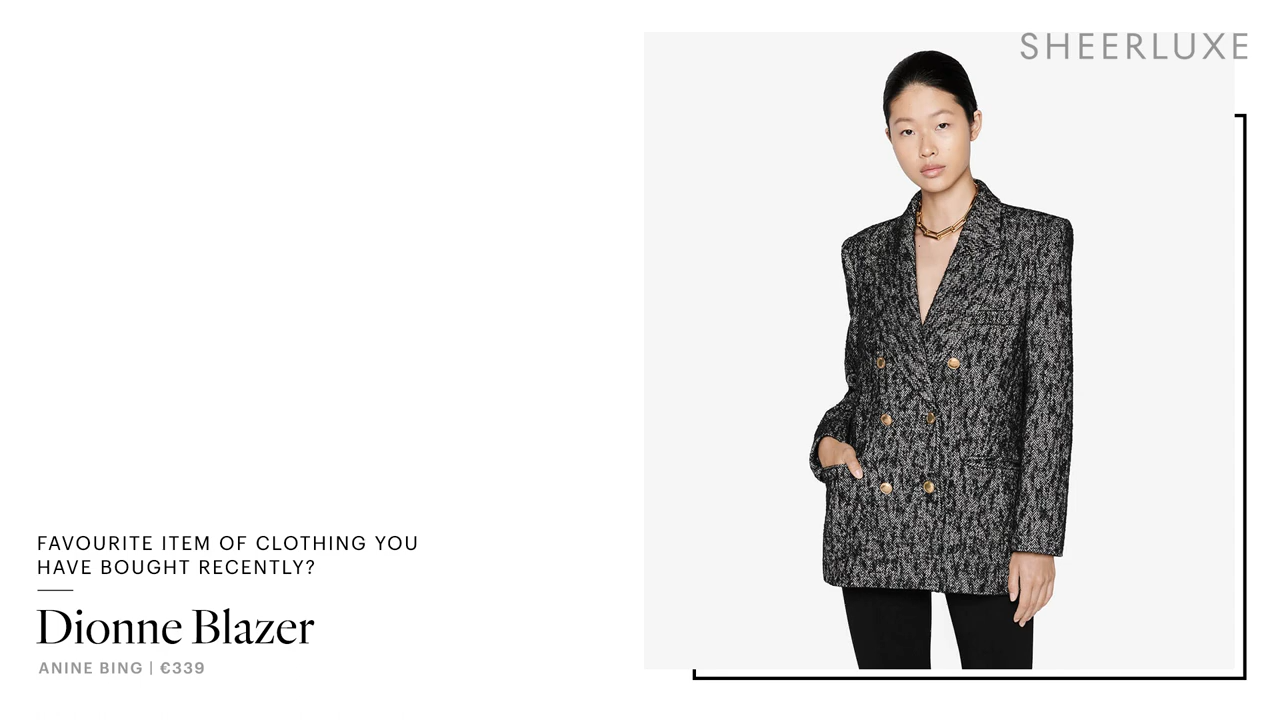 SHEERLUXE
FAVOURITE ITEM OF CLOTHING YOU
HAVE BOUGHT RECENTLY?
Dionne Blazer
ANINE BING | €339